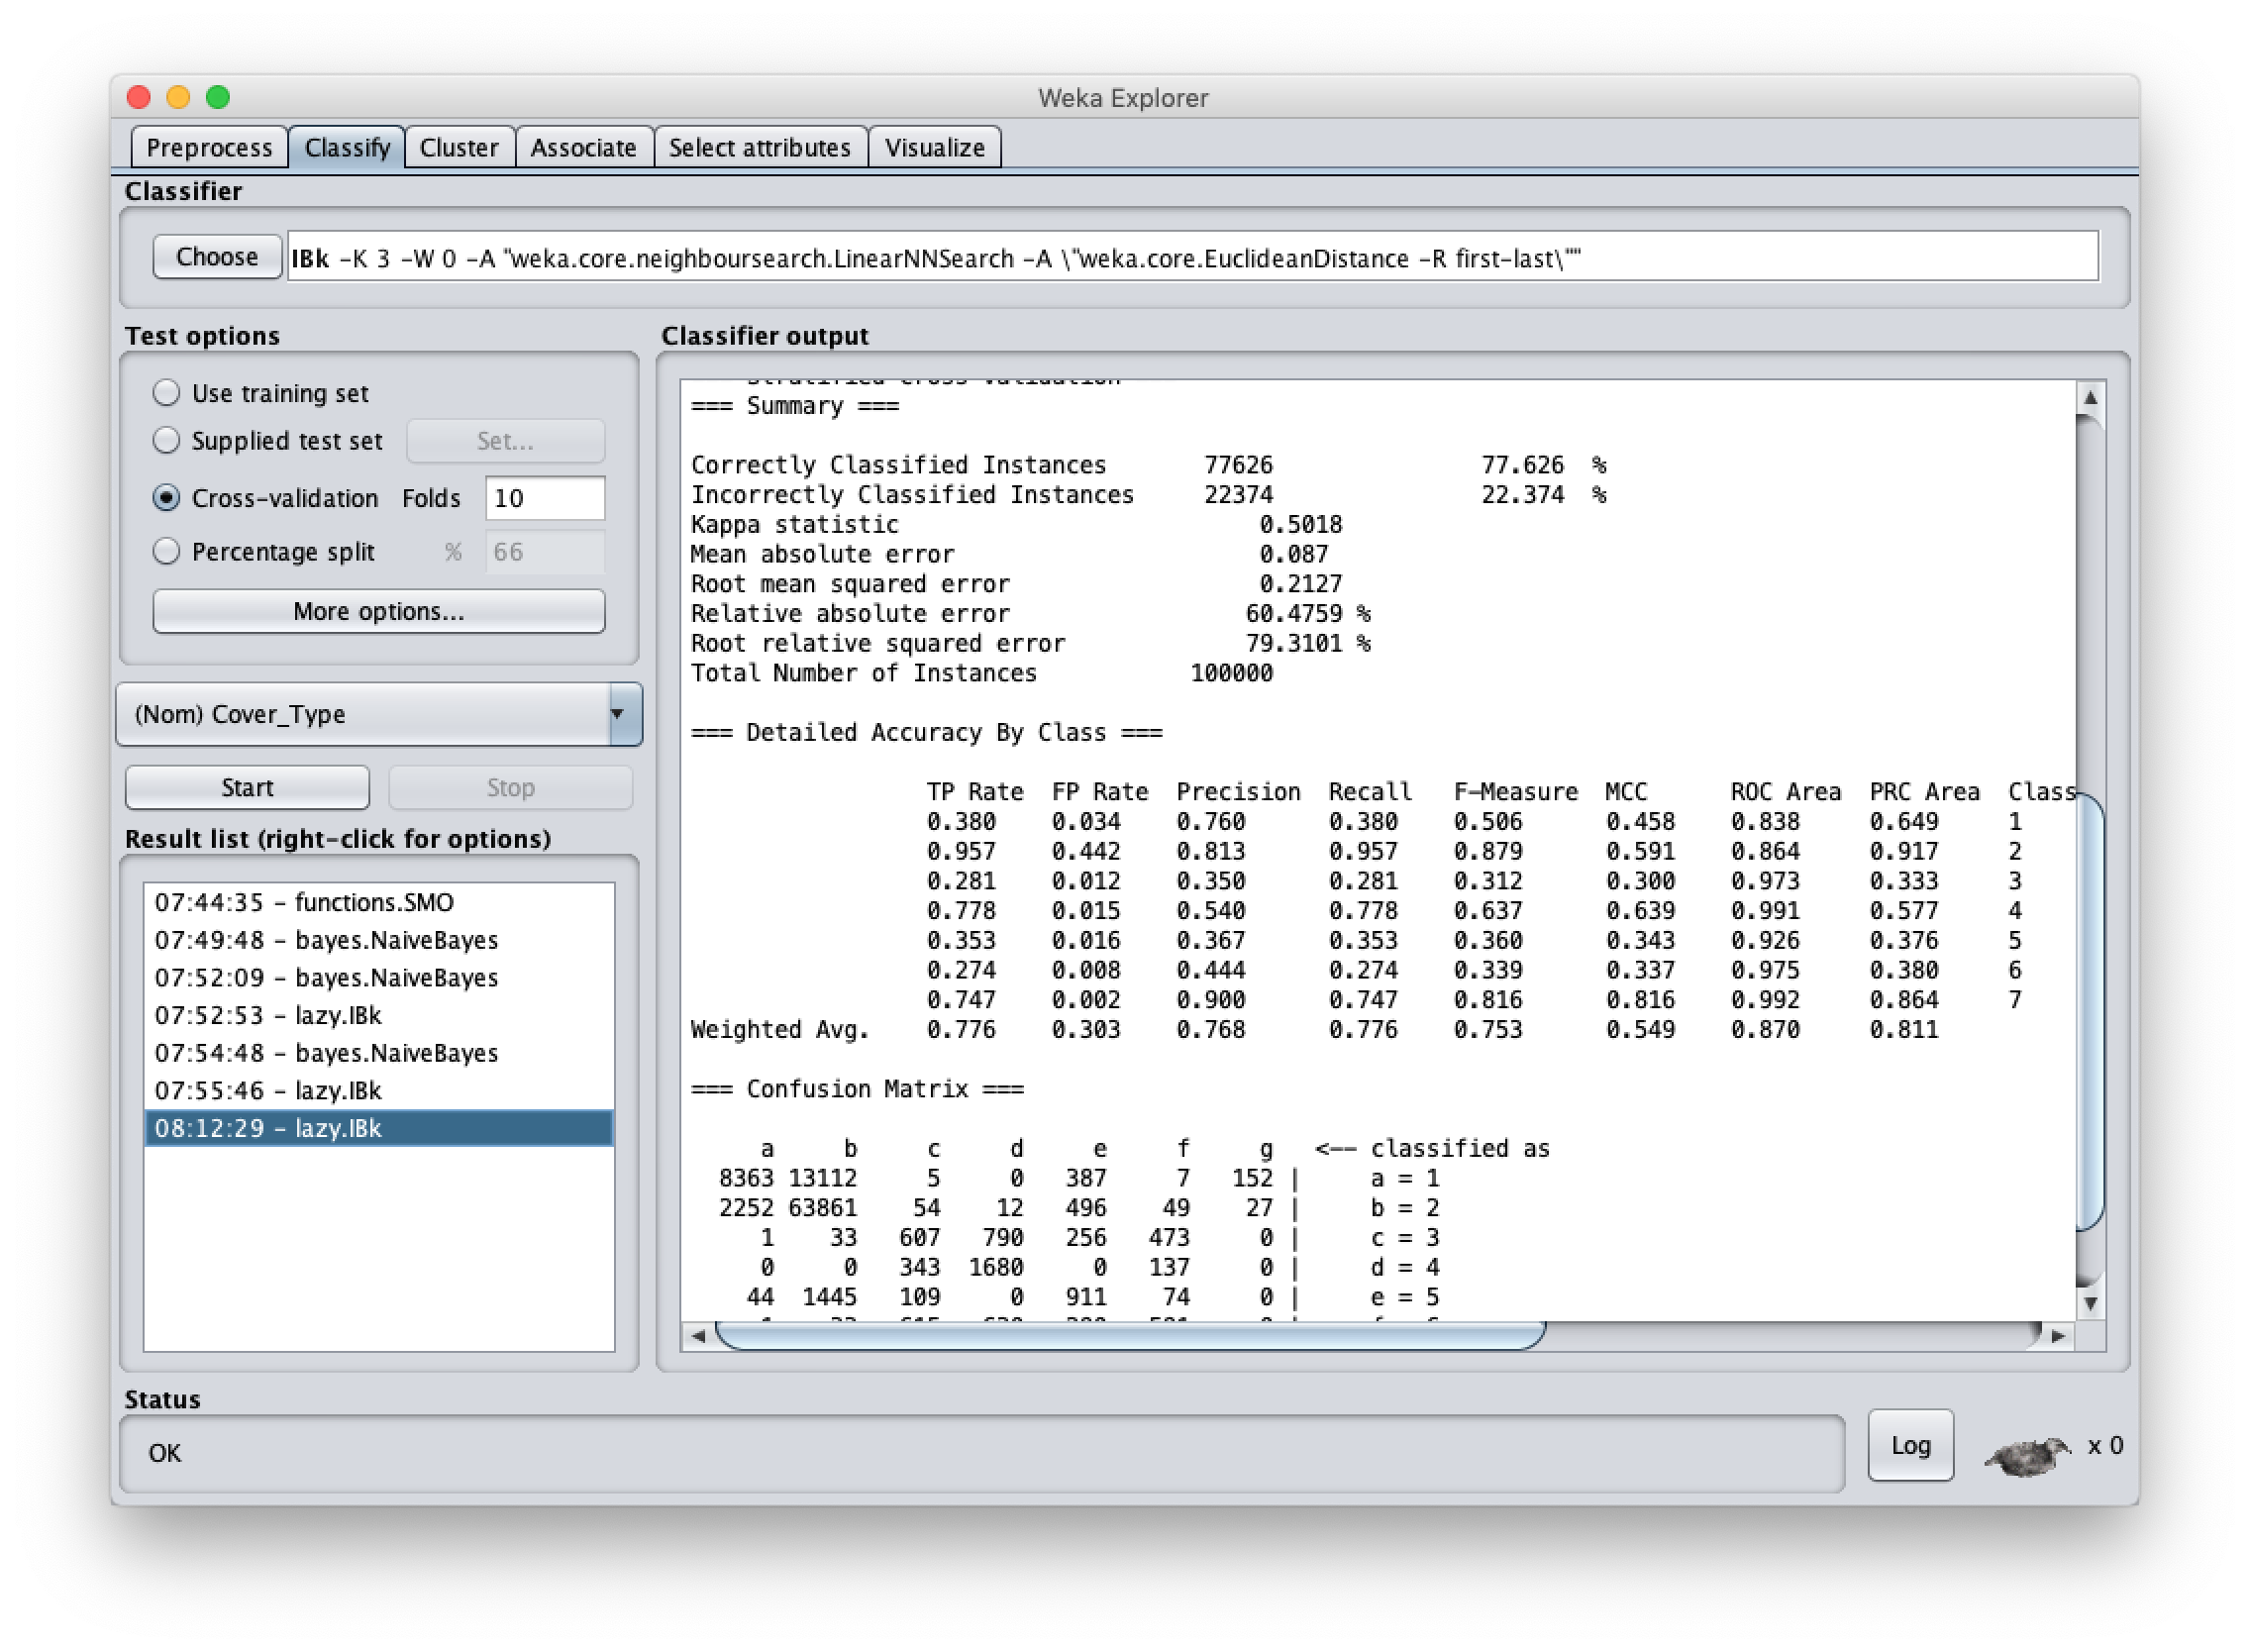 Weka Explorer
Preprocess Classify Cluster Associate Select attributes Visualize
Classifier
Choose IBk -K 3 -W 0 -A "weka.core.neighboursearch.LinearNNSearch -A \"weka.core.EuclideanDistance -R first-last\""
Test options
Use training set
Supplied test set Set...
Cross-validation Folds 10
Percentage split % 66
More options...
(Nom) Cover_Type
Start Stop
Result list (right-click for options)
07:44:35 - functions.SMO
07:49:48 - bayes.NaiveBayes
07:52:09 - bayes.NaiveBayes
07:52:53 - lazy.IBk
07:54:48 - bayes.NaiveBayes
07:55:46 - lazy.IBk
08:12:29 - lazy.IBk
Classifier output
=== Summary ===
Correctly Classified Instances 77626 77.626 %
Incorrectly Classified Instances 22374 22.374 %
Kappa statistic 0.5018
Mean absolute error 0.087
Root mean squared error 0.2127
Relative absolute error 60.4759 %
Root relative squared error 79.3101 %
Total Number of Instances 100000
=== Detailed Accuracy By Class ===
TP Rate FP Rate Precision Recall F-Measure MCC ROC Area PRC Area Class
0.380 0.034 0.760 0.380 0.506 0.458 0.838 0.649 1
0.957 0.442 0.813 0.957 0.879 0.591 0.864 0.917 2
0.281 0.012 0.350 0.281 0.312 0.300 0.973 0.333 3
0.778 0.015 0.540 0.778 0.637 0.639 0.991 0.577 4
0.353 0.016 0.367 0.353 0.360 0.343 0.926 0.376 5
0.274 0.008 0.444 0.274 0.339 0.337 0.975 0.380 6
0.747 0.002 0.900 0.747 0.816 0.816 0.992 0.864 7
Weighted Avg. 0.776 0.303 0.768 0.776 0.753 0.549 0.870 0.811
=== Confusion Matrix ===
a b c d e f g <-- classified as
8363 13112 5 0 387 7 152 | a = 1
2252 63861 54 12 496 49 27 | b = 2
1 33 607 790 256 473 0 | c = 3
0 0 343 1680 0 137 0 | d = 4
44 1445 109 0 911 74 0 | e = 5
Status
OK
Log x 0